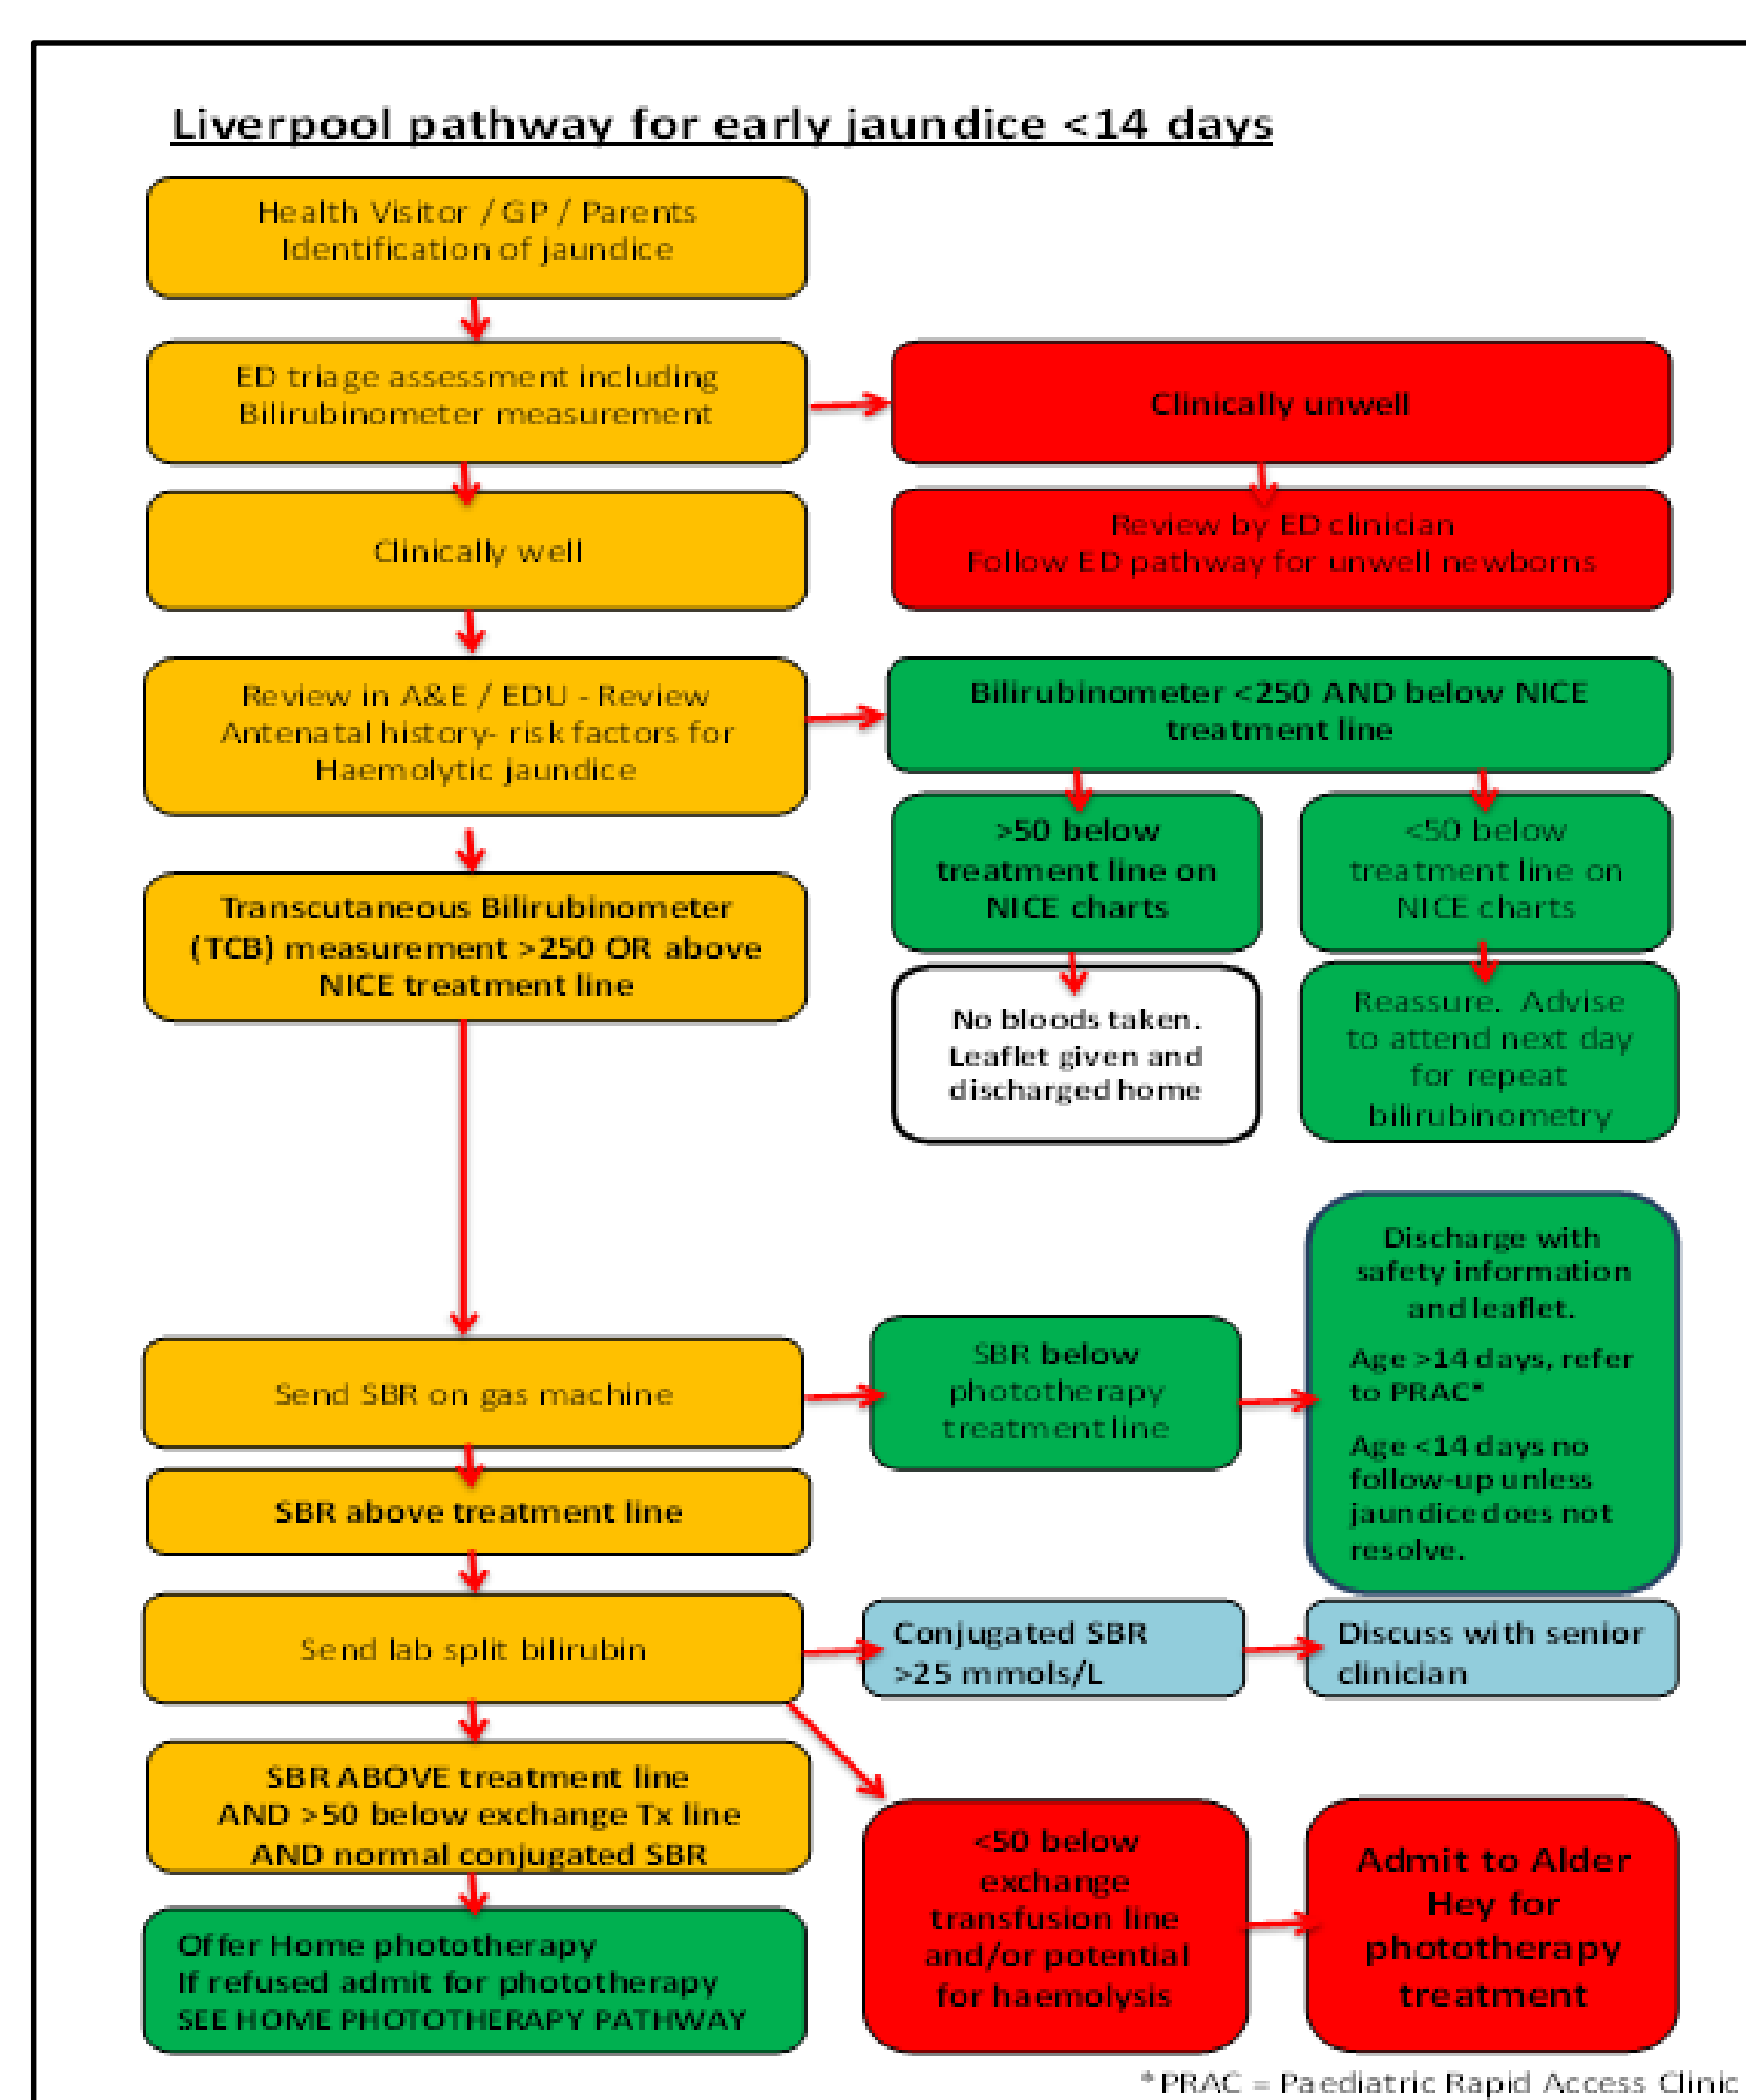 Liverpool pathway for early jaundice <14 days
Health Visitor / GP / Parents
Identification of jaundice
ED triage assessment including
Bilirubinometer measurement
Clinically unwell
Clinically well
Review by ED clinician
Follow ED pathway for unwell newborns
Review in A&E / EDU - Review
Antenatal history- risk factors for
Haemolytic jaundice
Bilirubinometer <250 AND below NICE
treatment line
>50 below
treatment line on
NICE charts
<50 below
treatment line on
NICE charts
Transcutaneous Bilirubinometer
(TCB) measurement >250 OR above
NICE treatment line
No bloods taken.
Leaflet given and
discharged home
Reassure. Advise
to attend next day
for repeat
bilirubinometry
Send SBR on gas machine
SBR below
phototherapy
treatment line
Discharge with
safety information
and leaflet.
Age >14 days, refer
to PRAC*
Age <14 days no
follow-up unless
jaundice does not
resolve.
SBR above treatment line
Send lab split bilirubin
Conjugated SBR
>25 mmols/L
Discuss with senior
clinician
SBR ABOVE treatment line
AND >50 below exchange Tx line
AND normal conjugated SBR
<50 below
exchange
transfusion line
and/or potential
for haemolysis
Admit to Alder
Hey for
phototherapy
treatment
Offer Home phototherapy
If refused admit for phototherapy
SEE HOME PHOTOTHERAPY PATHWAY
*PRAC = Paediatric Rapid Access Clinic